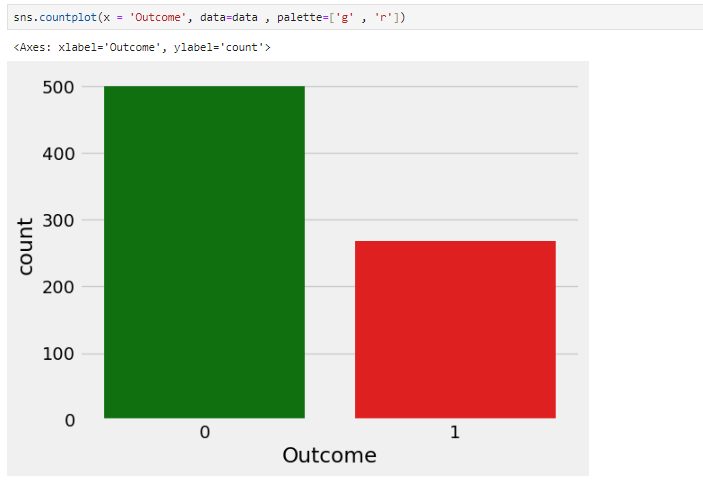 sns.countplot(x = 'Outcome', data=data , palette=['g' , 'r'])
<Axes: xlabel='Outcome', ylabel='count'>
500
400
300
200
100
0
count
0 1
Outcome